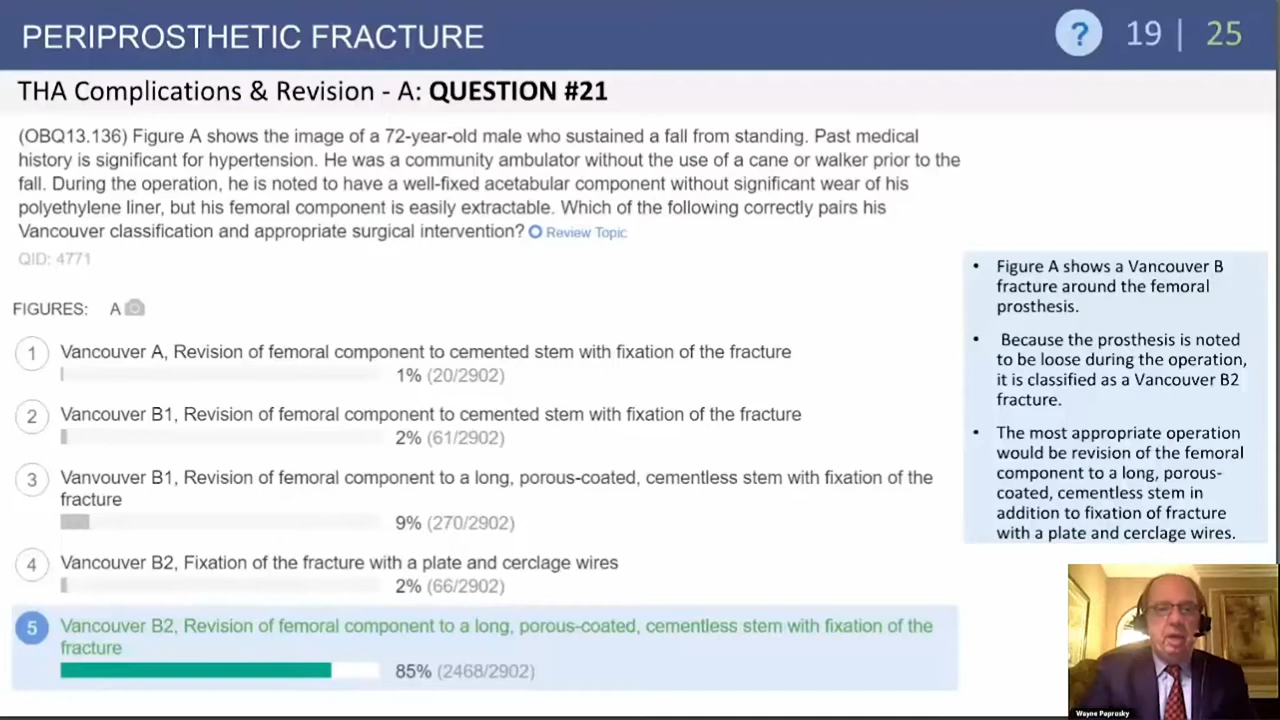 PERIPROSTHETIC FRACTURE
? 19 | 25
THA Complications & Revision - A: QUESTION #21
(OBQ13.136) Figure A shows the image of a 72-year-old male who sustained a fall from standing. Past medical
history is significant for hypertension. He was a community ambulator without the use of a cane or walker prior to the
fall. During the operation, he is noted to have a well-fixed acetabular component without significant wear of his
polyethylene liner, but his femoral component is easily extractable. Which of the following correctly pairs his
Vancouver classification and appropriate surgical intervention? Review Topic
QID: 4771
FIGURES: A
1 Vancouver A, Revision of femoral component to cemented stem with fixation of the fracture
1% (20/2902)
2 Vancouver B1, Revision of femoral component to cemented stem with fixation of the fracture
2% (61/2902)
3 Vanvouver B1, Revision of femoral component to a long, porous-coated, cementless stem with fixation of the
fracture
9% (270/2902)
4 Vancouver B2, Fixation of the fracture with a plate and cerclage wires
2% (66/2902)
5 Vancouver B2, Revision of femoral component to a long, porous-coated, cementless stem with fixation of the
fracture
85% (2468/2902)
• Figure A shows a Vancouver B
fracture around the femoral
prosthesis.
• Because the prosthesis is noted
to be loose during the operation,
it is classified as a Vancouver B2
fracture.
• The most appropriate operation
would be revision of the femoral
component to a long, porous-
coated, cementless stem in
addition to fixation of fracture
with a plate and cerclage wires.
Wayne Paprosky